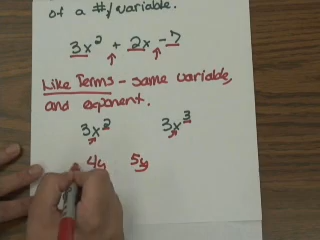 of a #/variable.
3x² + 2x - 7
Like Terms - same variable,
and exponent.
3x² 3x³
4y 5y